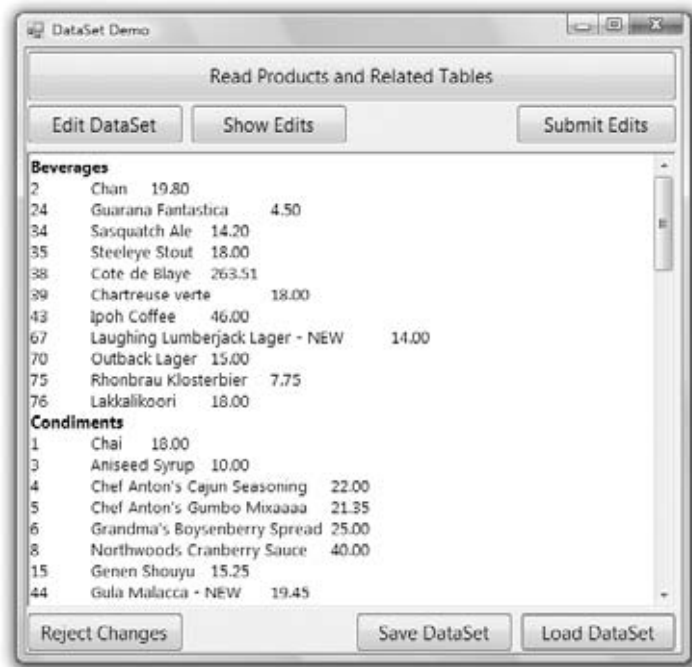 DataSet Demo
Read Products and Related Tables
Edit DataSet Show Edits Submit Edits
Beverages
2 Chan 19.80
24 Guarana Fantastica 4.50
34 Sasquatch Ale 14.20
35 Steeleye Stout 18.00
38 Cote de Blaye 263.51
39 Chartreuse verte 18.00
43 Ipoh Coffee 46.00
67 Laughing Lumberjack Lager - NEW 14.00
70 Outback Lager 15.00
75 Rhonbrau Klosterbier 7.75
76 Lakkalikoori 18.00
Condiments
1 Chai 18.00
3 Aniseed Syrup 10.00
4 Chef Anton's Cajun Seasoning 22.00
5 Chef Anton's Gumbo Mixaaaa 21.35
6 Grandma's Boysenberry Spread 25.00
8 Northwoods Cranberry Sauce 40.00
15 Genen Shouyu 15.25
44 Gula Malacca - NEW 19.45
Reject Changes Save DataSet Load DataSet